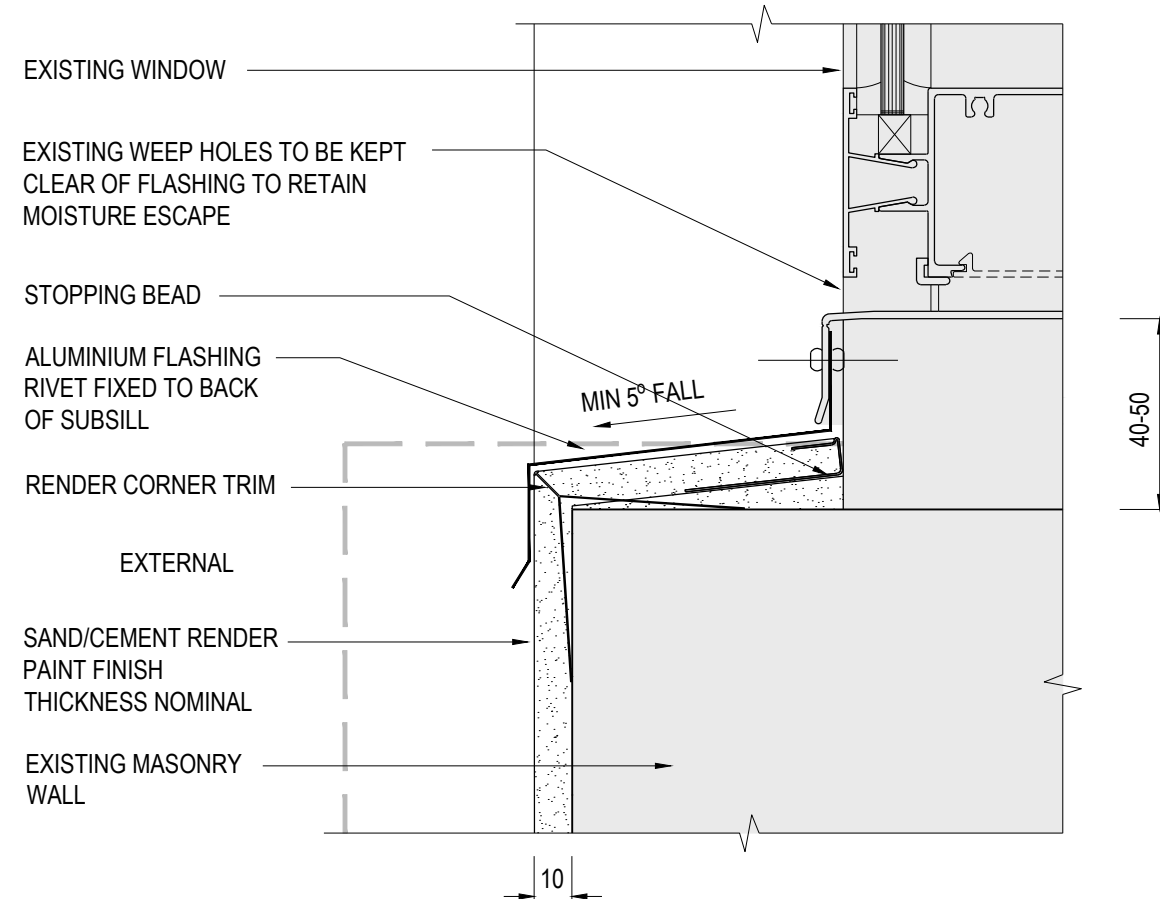 EXISTING WINDOW
EXISTING WEEP HOLES TO BE KEPT
CLEAR OF FLASHING TO RETAIN
MOISTURE ESCAPE
STOPPING BEAD
ALUMINIUM FLASHING
RIVET FIXED TO BACK
OF SUBSILL
MIN 5° FALL
40-50
RENDER CORNER TRIM
EXTERNAL
SAND/CEMENT RENDER
PAINT FINISH
THICKNESS NOMINAL
EXISTING MASONRY
WALL
10